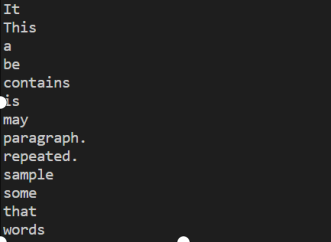 It
This
a
be
contains
is
may
paragraph.
repeated.
sample
some
that
words